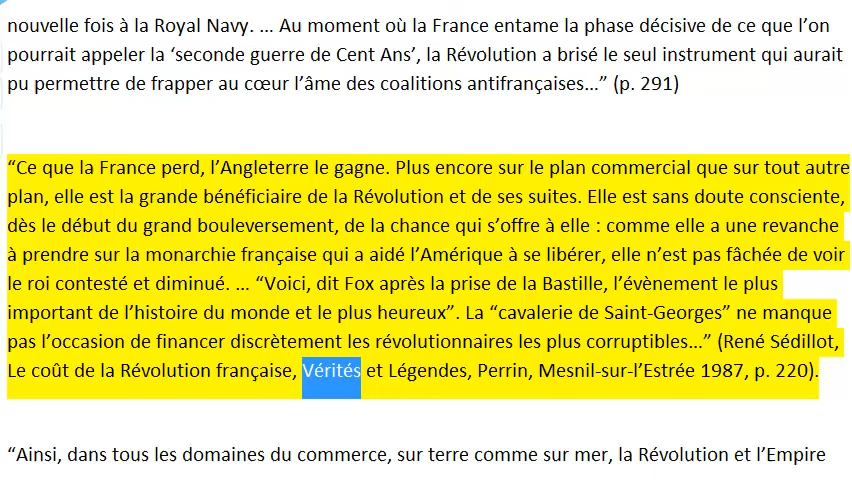 nouvelle fois à la Royal Navy. ... Au moment où la France entame la phase décisive de ce que l’on
pourrait appeler la ‘seconde guerre de Cent Ans’, la Révolution a brisé le seul instrument qui aurait
pu permettre de frapper au cœur l’âme des coalitions antifrançaises...” (p. 291)
“Ce que la France perd, l’Angleterre le gagne. Plus encore sur le plan commercial que sur tout autre
plan, elle est la grande bénéficiaire de la Révolution et de ses suites. Elle est sans doute consciente,
dès le début du grand bouleversement, de la chance qui s’offre à elle : comme elle a une revanche
à prendre sur la monarchie française qui a aidé l’Amérique à se libérer, elle n’est pas fâchée de voir
le roi contesté et diminué. ... “Voici, dit Fox après la prise de la Bastille, l’évènement le plus
important de l’histoire du monde et le plus heureux”. La “cavalerie de Saint-Georges” ne manque
pas l’occasion de financer discrètement les révolutionnaires les plus corruptibles...” (René Sédillot,
Le coût de la Révolution française, Vérités et Légendes, Perrin, Mesnil-sur-l’Estrée 1987, p. 220).
“Ainsi, dans tous les domaines du commerce, sur terre comme sur mer, la Révolution et l’Empire